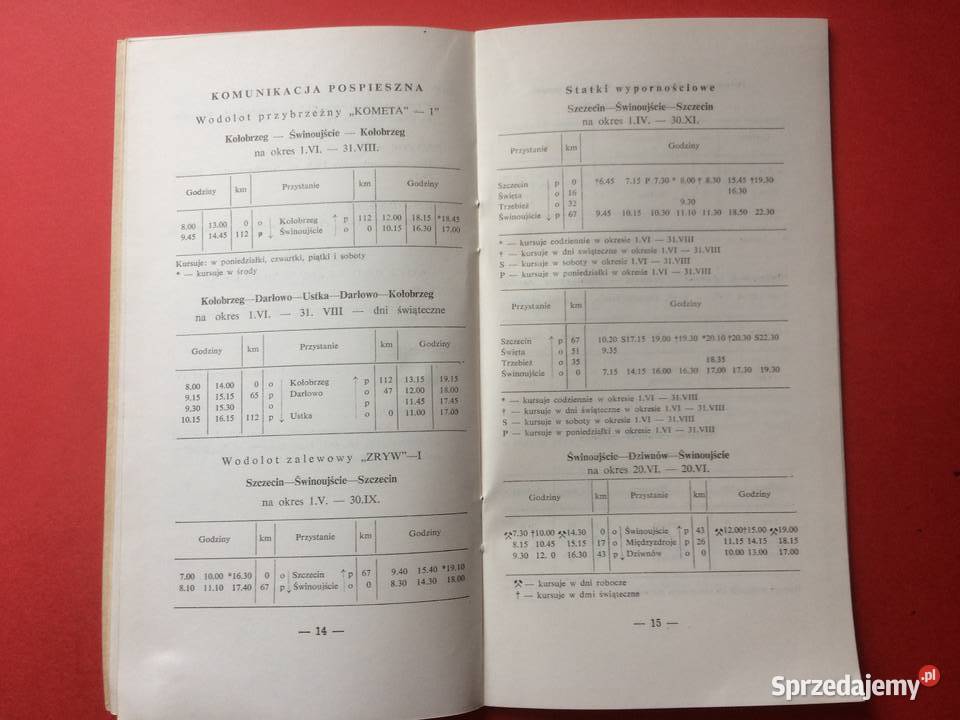 KOMUNIKACJA POSPIESZNA
Wodolot przybrzeżny „KOMETA" — I"
Kołobrzeg — Świnoujście — Kołobrzeg
na okres 1.VI. — 31.VIII.
Godziny km Przystanie km Godziny
8.00 13.00 0 o Kołobrzeg ↑ p 112 12.00 18.15 *18.45
9.45 14.45 112 p ↓ Świnoujście o 0 10.15 16.30 17.00
Kursuje: w poniedziałki, czwartki, piątki i soboty
* — kursuje w środy
Kołobrzeg—Darłowo—Ustka—Darłowo—Kołobrzeg
na okres 1.VI. — 31. VIII — dni świąteczne
Godziny km Przystanie km Godziny
8.00 14.00 0 o Kołobrzeg ↑ p 112 13.15 19.15
9.15 15.15 65 p Darłowo o 47 12.00 18.00
9.30 15.30 o p 11.45 17.45
10.15 16.15 112 p ↓ Ustka o 0 11.00 17.00
Wodolot zalewowy „ZRYW"—I
Szczecin—Świnoujście—Szczecin
na okres 1.V. — 30.IX.
Godziny km Przystanie km Godziny
7.00 10.00 *16.30 0 o Szczecin ↑ p 67 9.40 15.40 *19.10
8.10 11.10 17.40 67 p ↓ Świnoujście o 0 8.30 14.30 18.00
— 14 —
Statki wypornościowe
Szczecin—Świnoujście—Szczecin
na okres 1.IV. — 30.XI.
Przystanie km Godziny
Szczecin p 0 †6.45 7.15 P 7.30 * 8.00 † 8.30 15.45 †19.30
Święta o 16 16.30
Trzebież o 32 9.30
Świnoujście ↓ p 67 9.45 10.15 10.30 11.10 11.30 18.50 22.30
* — kursuje codziennie w okresie 1.VI — 31.VIII
† — kursuje w dni świąteczne w okresie 1.VI — 31.VIII
S — kursuje w soboty w okresie 1.VI — 31.VIII
P — kursuje w poniedziałki w okresie 1.VI — 31.VIII
Przystanie km Godziny
Szczecin ↑ p 67 10.20 S17.15 19.00 †19.30 *20.10 †20.30 S22.30
Święta o 51 9.35
Trzebież o 35 18.35
Świnoujście o 0 7.15 14.15 16.00 16.30 17.00 17.30 19.30
* — kursuje codziennie w okresie 1.VI — 31.VIII
† — kursuje w dni świąteczne w okresie 1.VI — 31.VIII
S — kursuje w soboty w okresie 1.VI — 31.VIII
P — kursuje w poniedziałki w okresie 1.VI — 31.VIII
Świnoujście—Dziwnów—Świnoujście
na okres 20.VI. — 20.VI.
Godziny km Przystanie km Godziny
⚒7.30 †10.00 ⚒14.30 0 o Świnoujście ↑ p 43 ⚒12.00 †15.00 ⚒19.00
8.15 10.45 15.15 17 o Międzyzdroje p 26 11.15 14.15 18.15
9.30 12. 0 16.30 43 p ↓ Dziwnów o 0 10.00 13.00 17.00
⚒ — kursuje w dni robocze
† — kursuje w dmi świąteczne
— 15 —
Sprzedajemy.pl